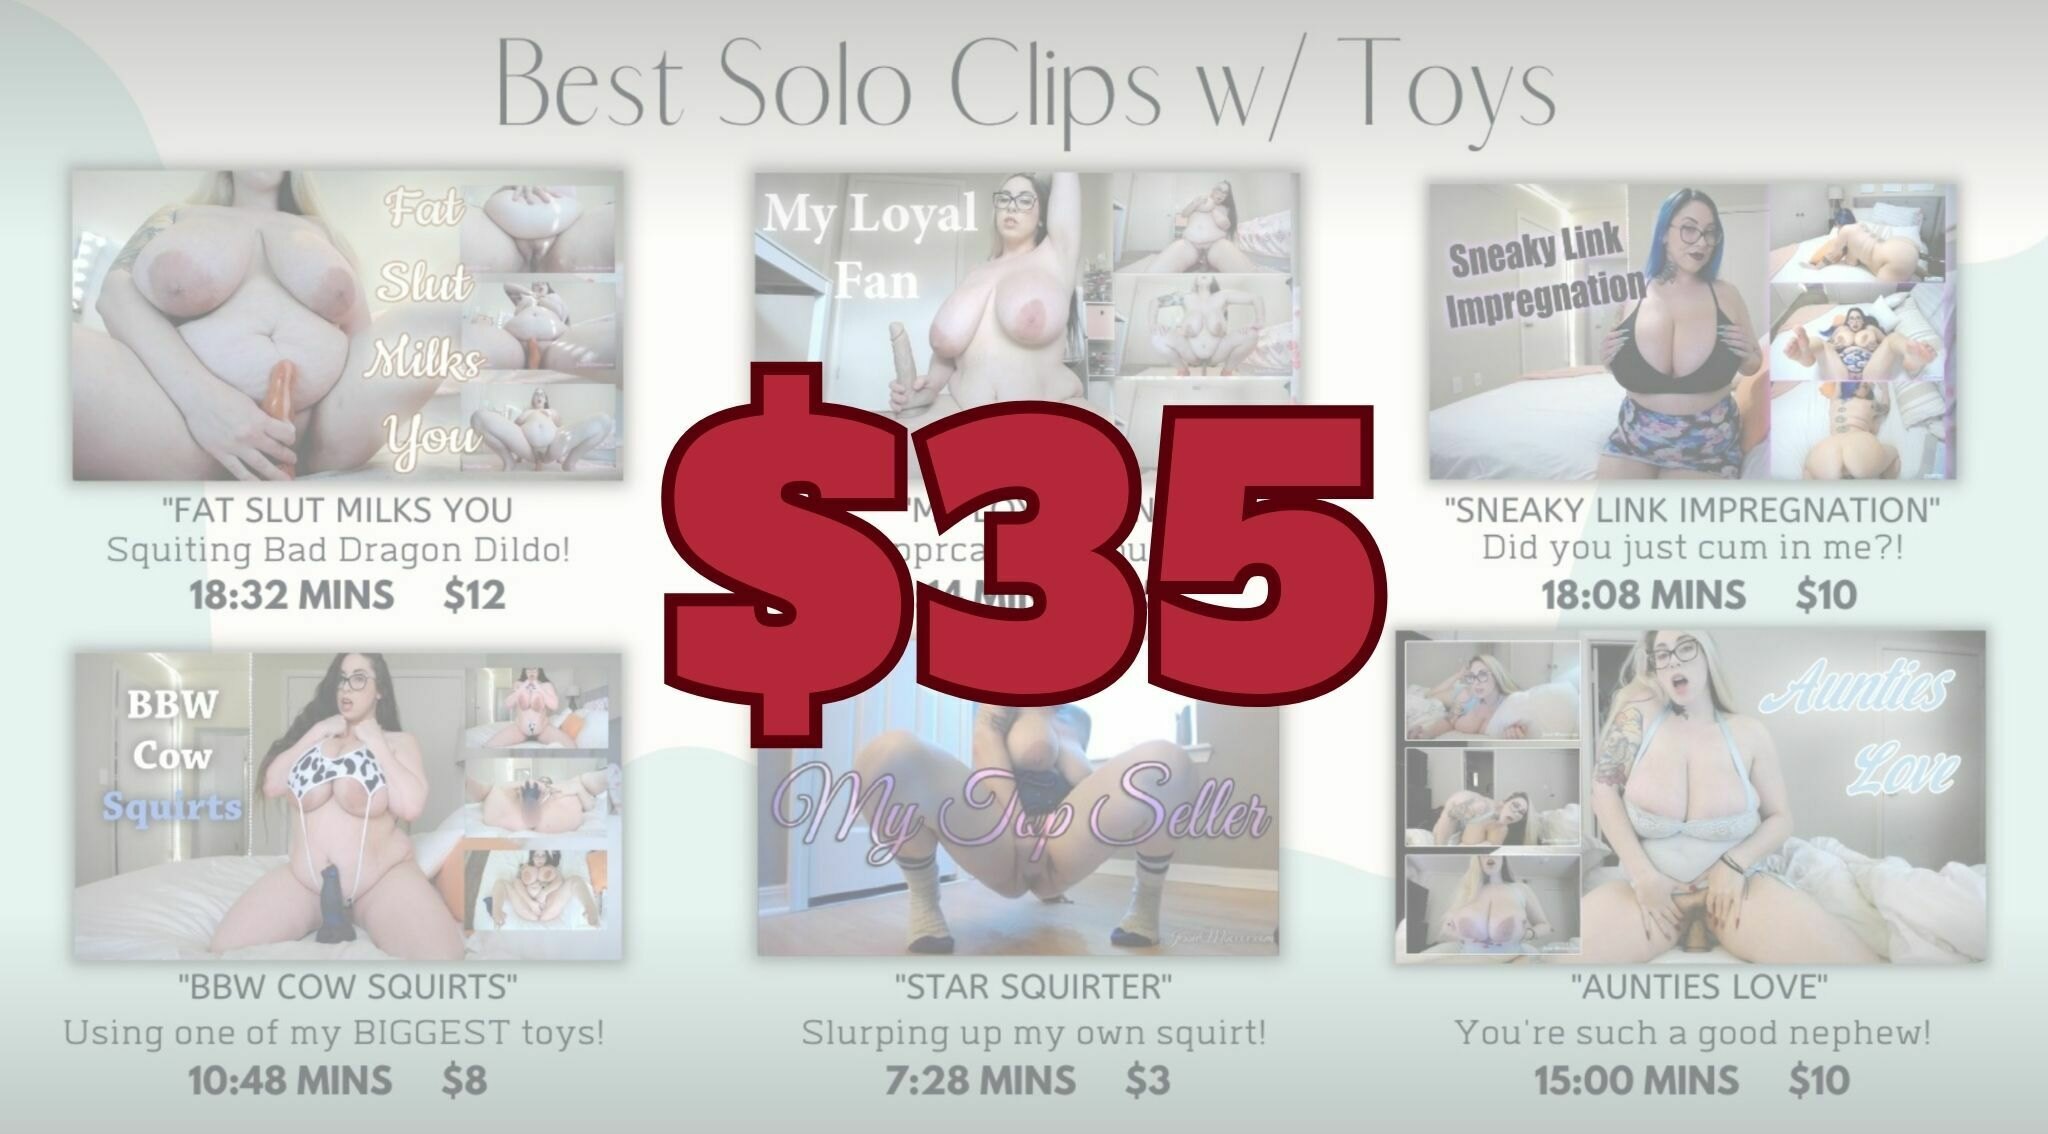 Best Solo Clips w/ Toys
Fat
Slut
Milks
You
My Loyal
Fan
Sneaky Link
Impregnation
"FAT SLUT MILKS YOU
Squiting Bad Dragon Dildo!
18:32 MINS $12
$35
"SNEAKY LINK IMPREGNATION"
Did you just cum in me?!
18:08 MINS $10
BBW
Cow
Squirts
My Top Seller
Aunties
Love
"BBW COW SQUIRTS"
Using one of my BIGGEST toys!
10:48 MINS $8
"STAR SQUIRTER"
Slurping up my own squirt!
7:28 MINS $3
"AUNTIES LOVE"
You're such a good nephew!
15:00 MINS $10